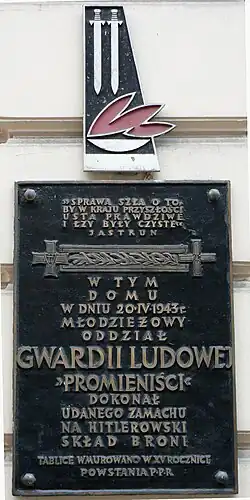 »SPRAWA SZŁA O TO,
BY W KRAJU PRZYSZŁOŚCI
USTA PRAWDZIWE
I ŁZY BYŁY CZYSTE«
JASTRUN
W TYM
DOMU
W DNIU 20·IV·1943 r.
MŁODZIEŻOWY
ODDZIAŁ
GWARDII LUDOWEJ
»PROMIENIŚCI«
DOKONAŁ
UDANEGO ZAMACHU
NA HITLEROWSKI
SKŁAD BRONI
TABLICĘ WMUROWANO W XV ROCZNICĘ
POWSTANIA P.P.R.